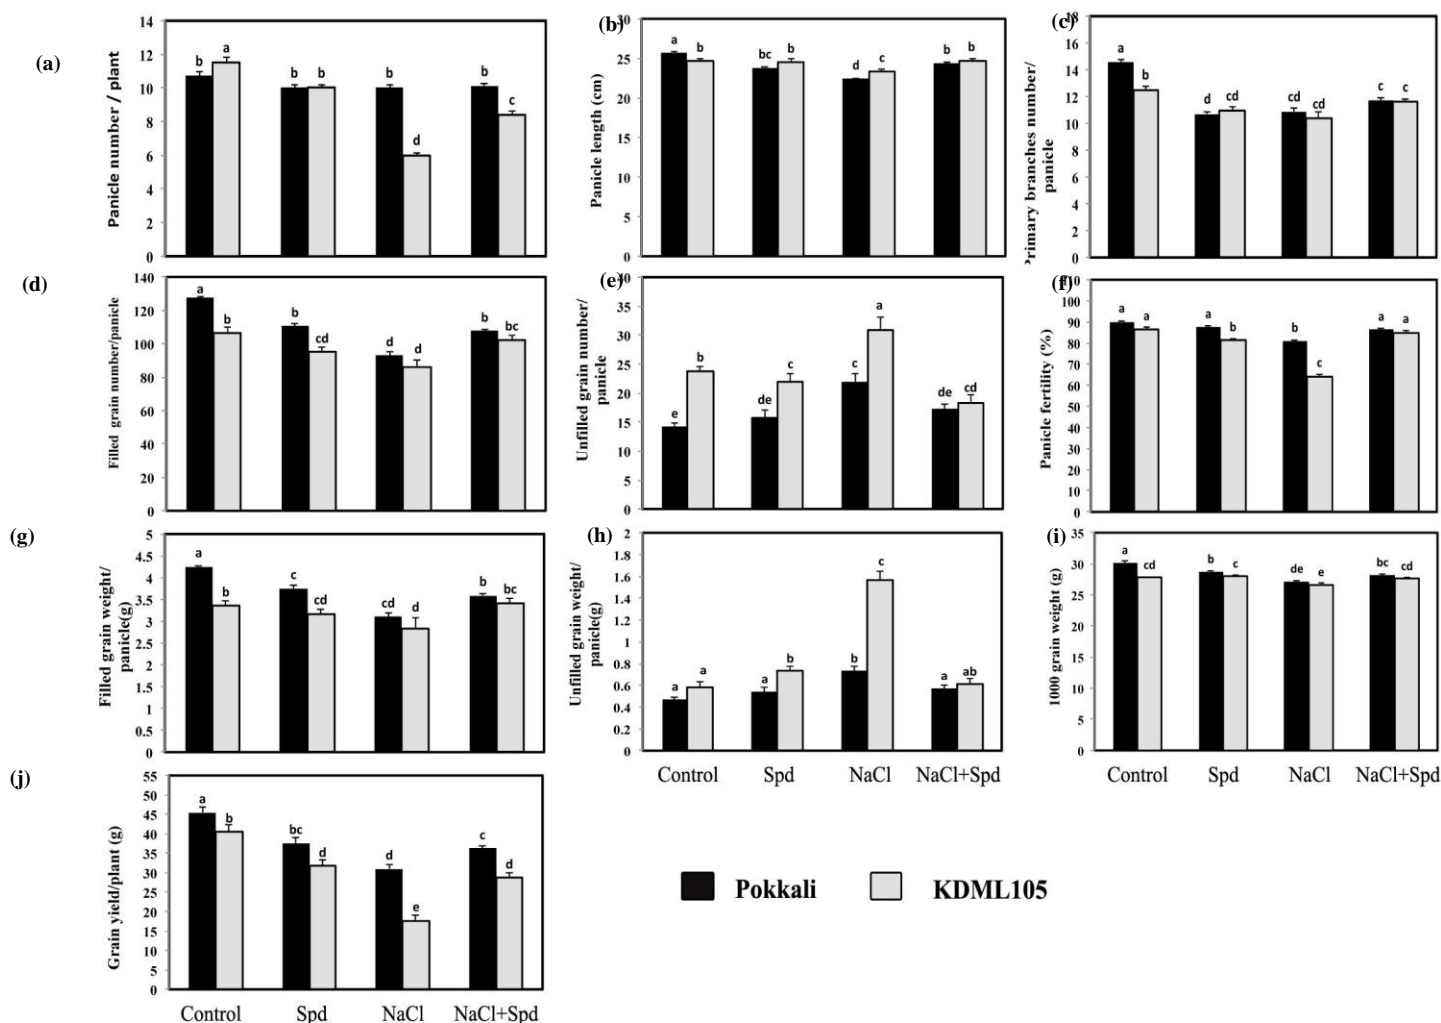 (a)
Panicle number / plant
14
12
10
8
6
4
2
0
b a b b b d b c
(b)
Panicle length (cm)
30
25
20
15
10
5
0
a b bc b d c b b
(c)
Primary branches number/
panicle
18
16
14
12
10
8
6
4
2
0
a b d cd cd cd c c
(d)
Filled grain number/panicle
140
120
100
80
60
40
20
0
a b b cd d d b bc
(e)
Unfilled grain number/
panicle
40
35
30
25
20
15
10
5
0
e b de c c a de cd
(f)
Panicle fertility (%)
110
100
90
80
70
60
50
40
30
20
10
0
a a a b b c a a
(g)
Filled grain weight/
panicle(g)
5
4.5
4
3.5
3
2.5
2
1.5
1
0.5
0
a b c cd cd d b bc
(h)
Unfilled grain weight/
panicle(g)
2
1.8
1.6
1.4
1.2
1
0.8
0.6
0.4
0.2
0
a a a b b c a ab
Control Spd NaCl NaCl+Spd
(i)
1000 grain weight (g)
35
30
25
20
15
10
5
0
a cd b c de e bc cd
Control Spd NaCl NaCl+Spd
(j)
Grain yield/plant (g)
55
50
45
40
35
30
25
20
15
10
5
0
a b bc d d e c d
Control Spd NaCl NaCl+Spd
Pokkali KDML105